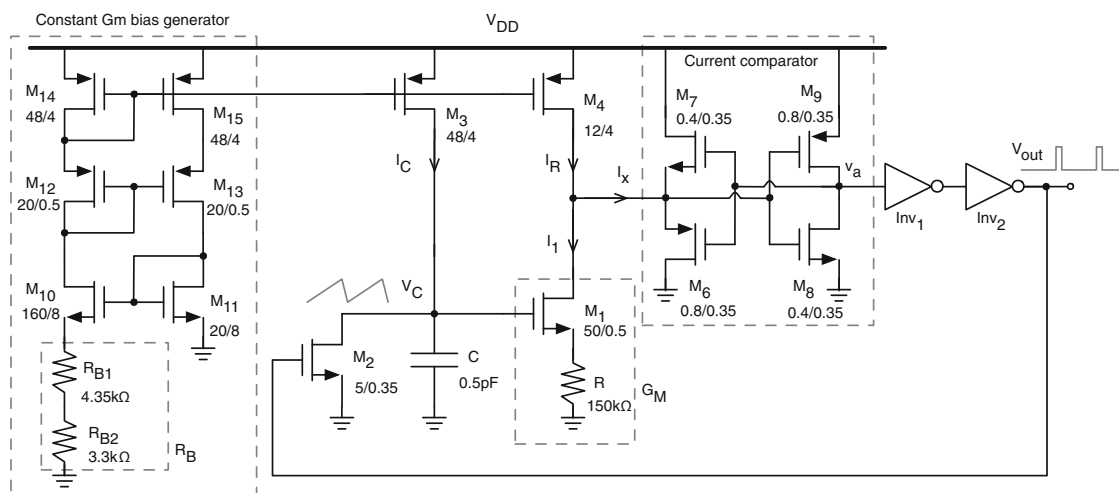 Constant Gm bias generator
V_DD
Current comparator
M_14
48/4
M_15
48/4
M_3
48/4
M_4
12/4
M_7
0.4/0.35
M_9
0.8/0.35
M_12
20/0.5
M_13
20/0.5
I_C
I_R
I_x
v_a
V_out
Inv_1
Inv_2
I_1
M_10
160/8
M_11
20/8
V_C
M_1
50/0.5
M_6
0.8/0.35
M_8
0.4/0.35
R_B1
4.35kΩ
M_2
5/0.35
C
0.5pF
R
150kΩ
G_M
R_B2
3.3kΩ
R_B